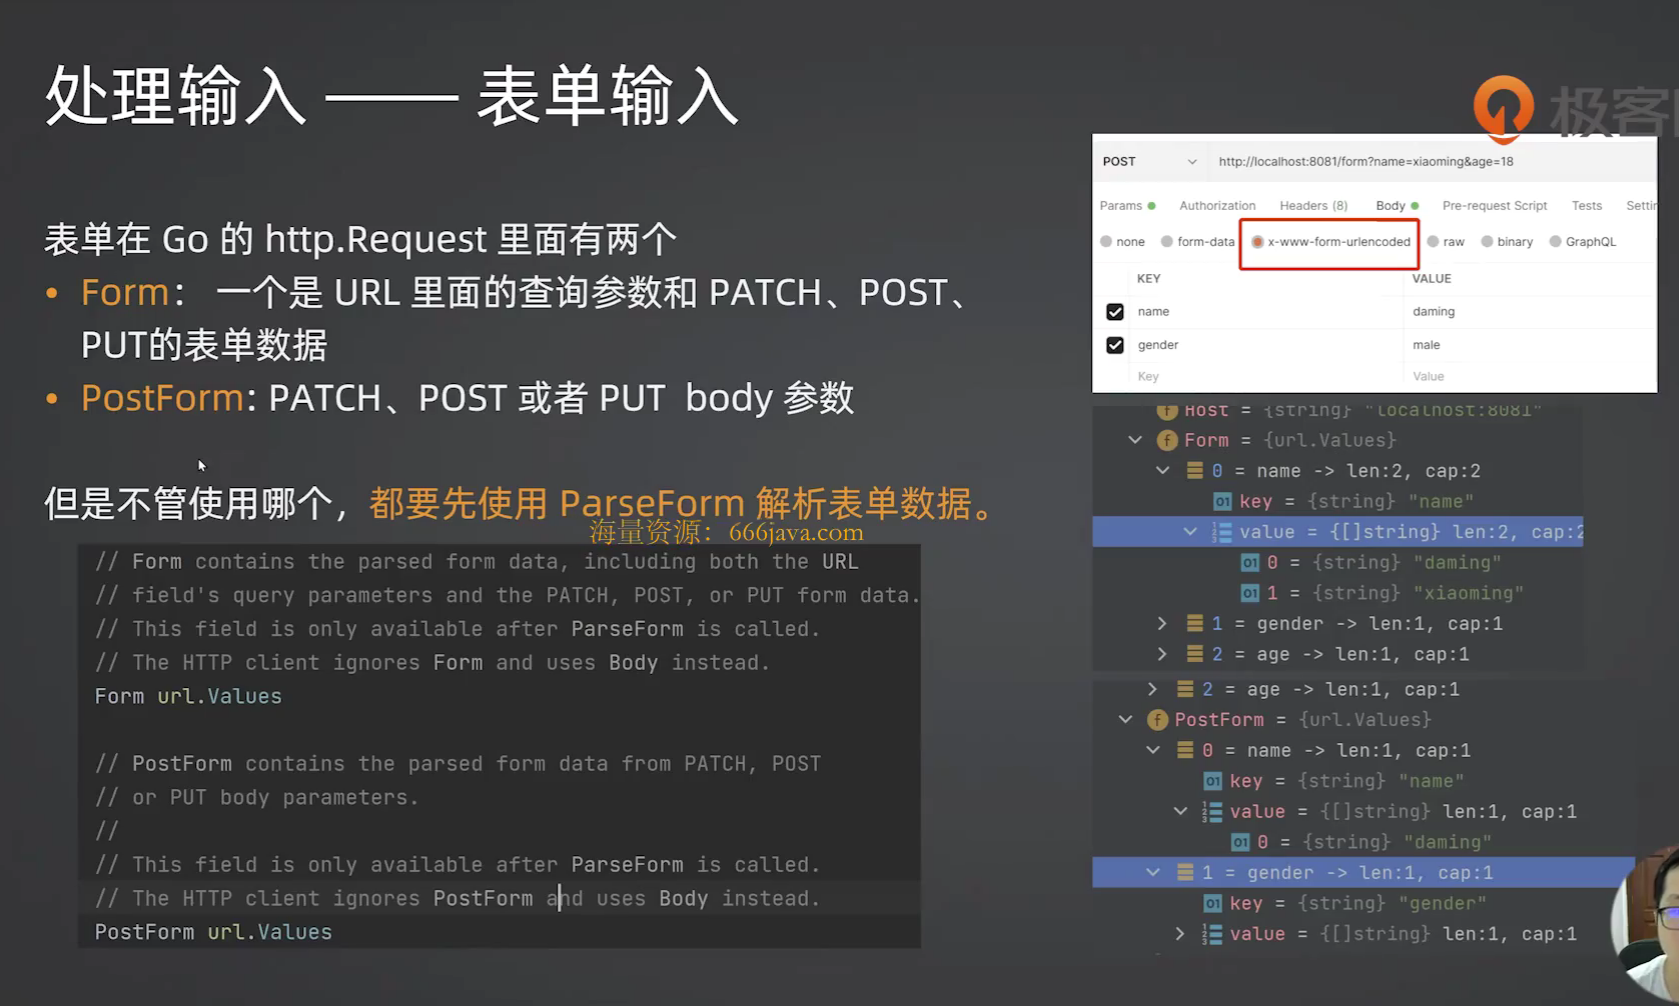 处理输入 —— 表单输入
极客
表单在 Go 的 http.Request 里面有两个
• Form： 一个是 URL 里面的查询参数和 PATCH、POST、
PUT的表单数据
• PostForm: PATCH、POST 或者 PUT body 参数
但是不管使用哪个，都要先使用 ParseForm 解析表单数据。
海量资源：666java.com
// Form contains the parsed form data, including both the URL
// field's query parameters and the PATCH, POST, or PUT form data.
// This field is only available after ParseForm is called.
// The HTTP client ignores Form and uses Body instead.
Form url.Values
// PostForm contains the parsed form data from PATCH, POST
// or PUT body parameters.
//
// This field is only available after ParseForm is called.
// The HTTP client ignores PostForm and uses Body instead.
PostForm url.Values
POST http://localhost:8081/form?name=xiaoming&age=18
Params Authorization Headers (8) Body Pre-request Script Tests Settin
none form-data x-www-form-urlencoded raw binary GraphQL
KEY VALUE
name daming
gender male
Key Value
f Host = {string} "localhost:8081"
f Form = {url.Values}
0 = name -> len:2, cap:2
01 key = {string} "name"
value = {[]string} len:2, cap:2
01 0 = {string} "daming"
01 1 = {string} "xiaoming"
1 = gender -> len:1, cap:1
2 = age -> len:1, cap:1
2 = age -> len:1, cap:1
f PostForm = {url.Values}
0 = name -> len:1, cap:1
01 key = {string} "name"
value = {[]string} len:1, cap:1
01 0 = {string} "daming"
1 = gender -> len:1, cap:1
01 key = {string} "gender"
value = {[]string} len:1, cap:1